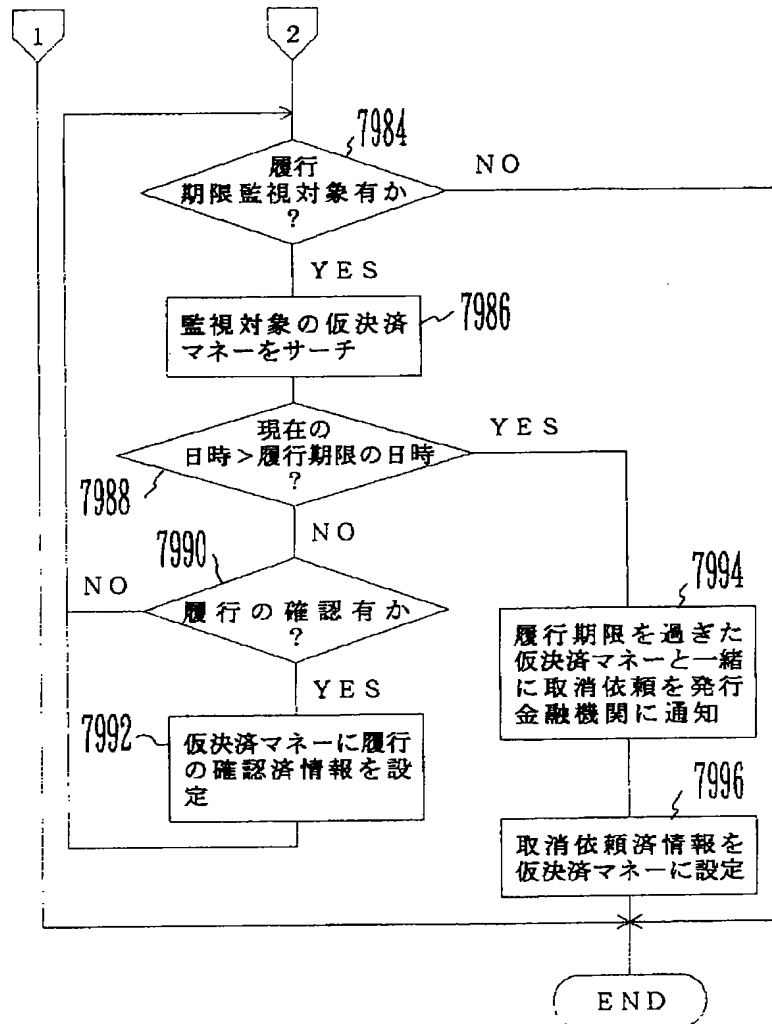 1
2
7984
履行
期限監視対象有か
?
NO
YES
7986
監視対象の仮決済
マネーをサーチ
現在の
日時>履行期限の日時
?
YES
7988
NO
7990
NO
履行の確認有か
?
YES
7994
履行期限を過ぎた
仮決済マネーと一緒
に取消依頼を発行
金融機関に通知
7992
仮決済マネーに履行
の確認済情報を設
定
7996
取消依頼済情報を
仮決済マネーに設定
END